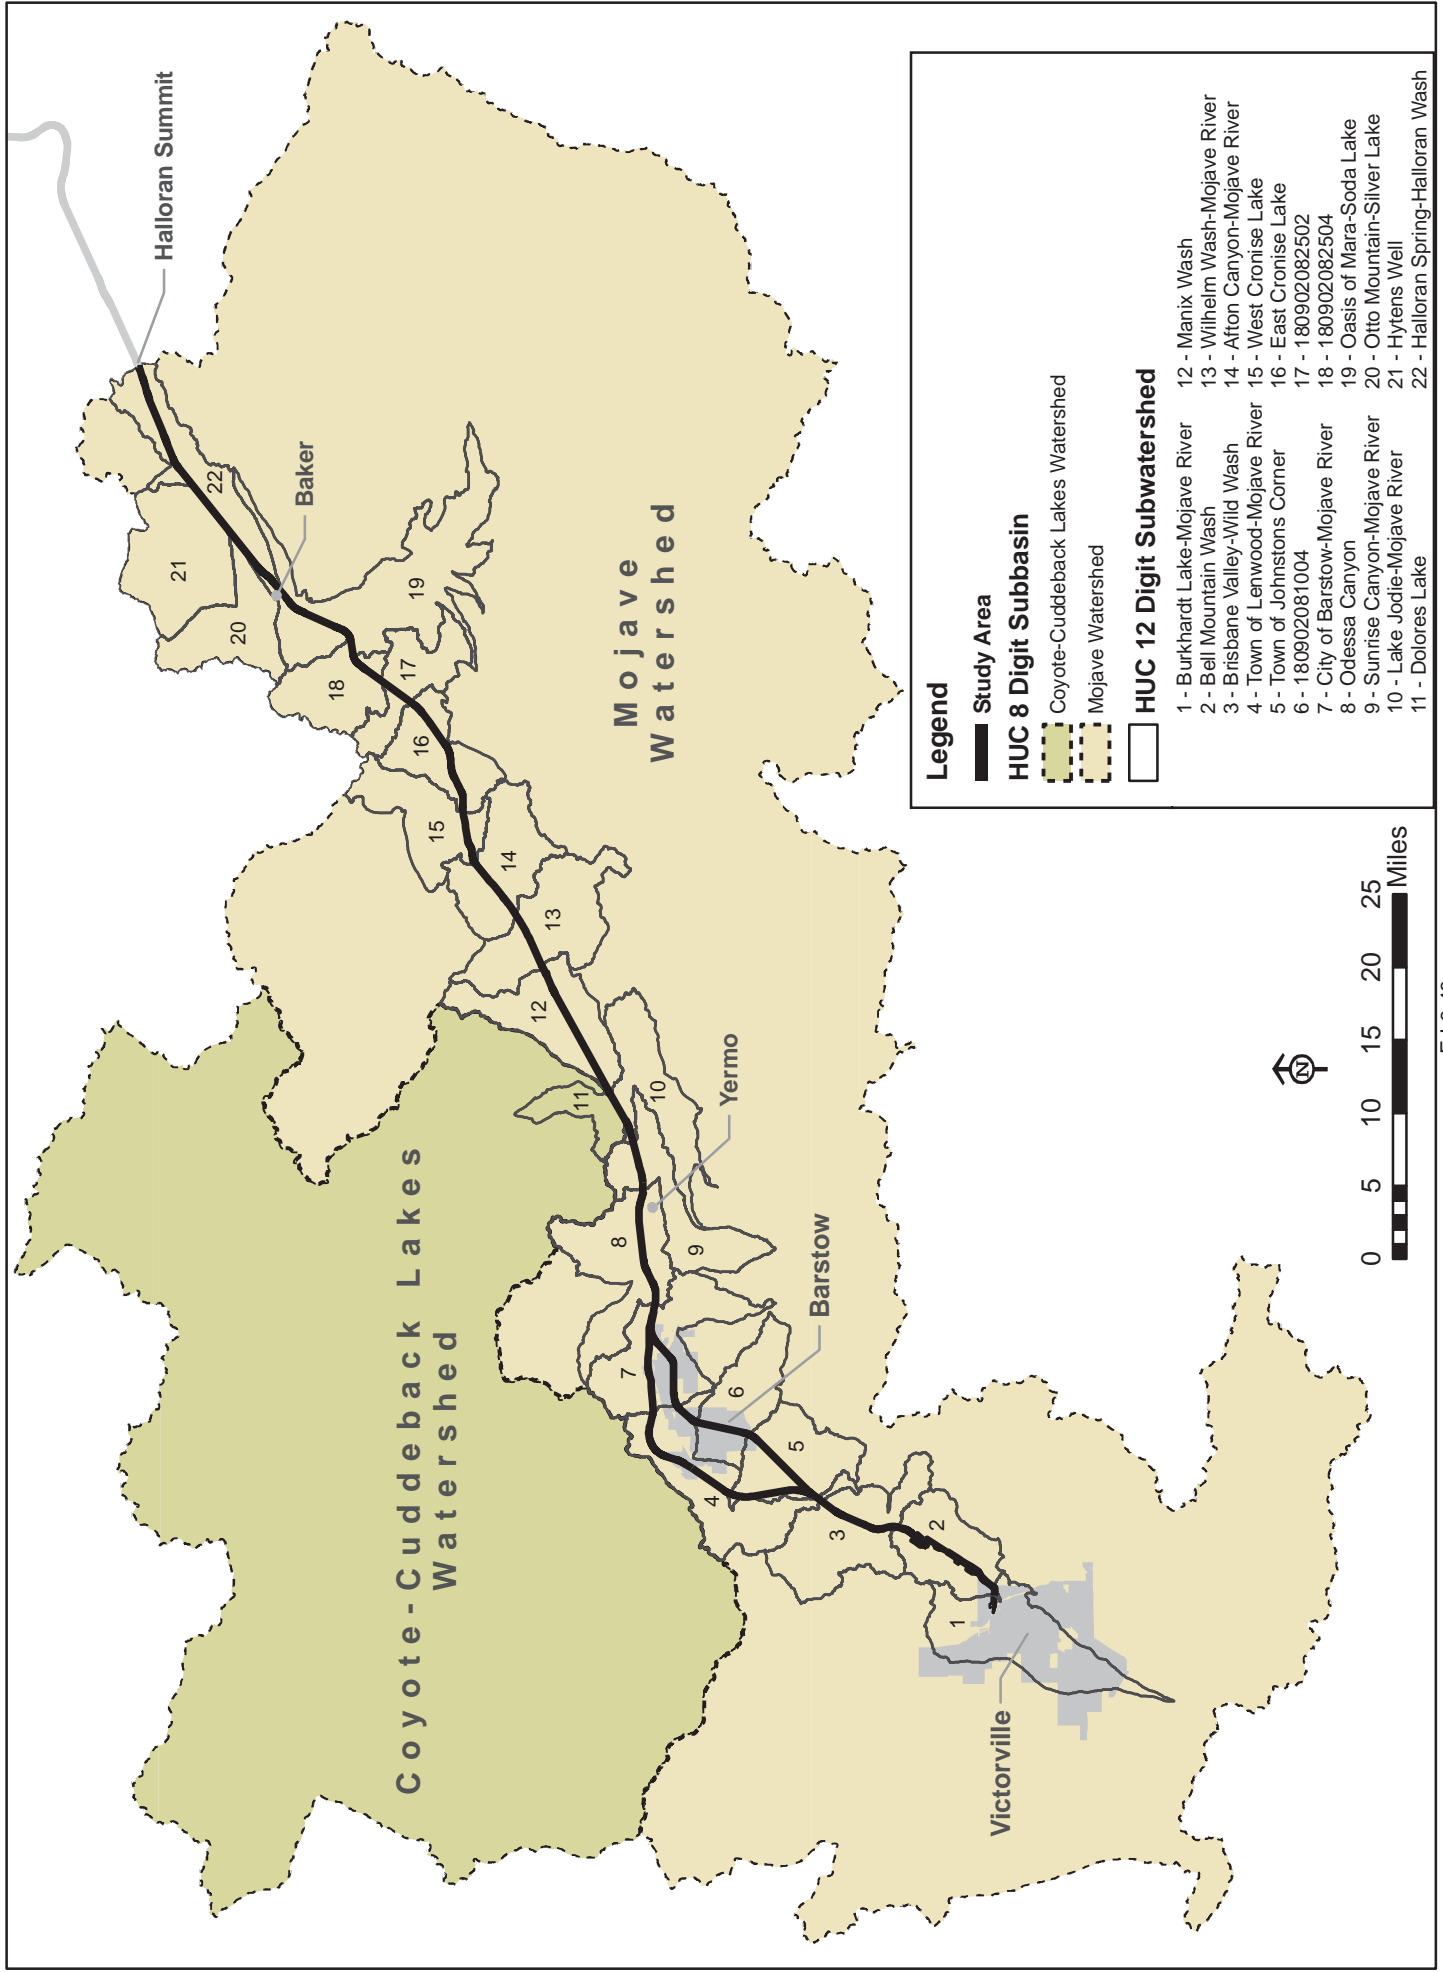 Halloran Summit
Baker
Mojave
Watershed
Coyote-Cuddeback Lakes
Watershed
Yermo
Barstow
Victorville
1
2
3
4
5
6
7
8
9
10
11
12
13
14
15
16
17
18
19
20
21
22
Legend
Study Area
HUC 8 Digit Subbasin
Coyote-Cuddeback Lakes Watershed
Mojave Watershed
HUC 12 Digit Subwatershed
1 - Burkhardt Lake-Mojave River
2 - Bell Mountain Wash
3 - Brisbane Valley-Wild Wash
4 - Town of Lenwood-Mojave River
5 - Town of Johnstons Corner
6 - 180902081004
7 - City of Barstow-Mojave River
8 - Odessa Canyon
9 - Sunrise Canyon-Mojave River
10 - Lake Jodie-Mojave River
11 - Dolores Lake
12 - Manix Wash
13 - Wilhelm Wash-Mojave River
14 - Afton Canyon-Mojave River
15 - West Cronise Lake
16 - East Cronise Lake
17 - 180902082502
18 - 180902082504
19 - Oasis of Mara-Soda Lake
20 - Otto Mountain-Silver Lake
21 - Hytens Well
22 - Halloran Spring-Halloran Wash
N
0 5 10 15 20 25
Miles